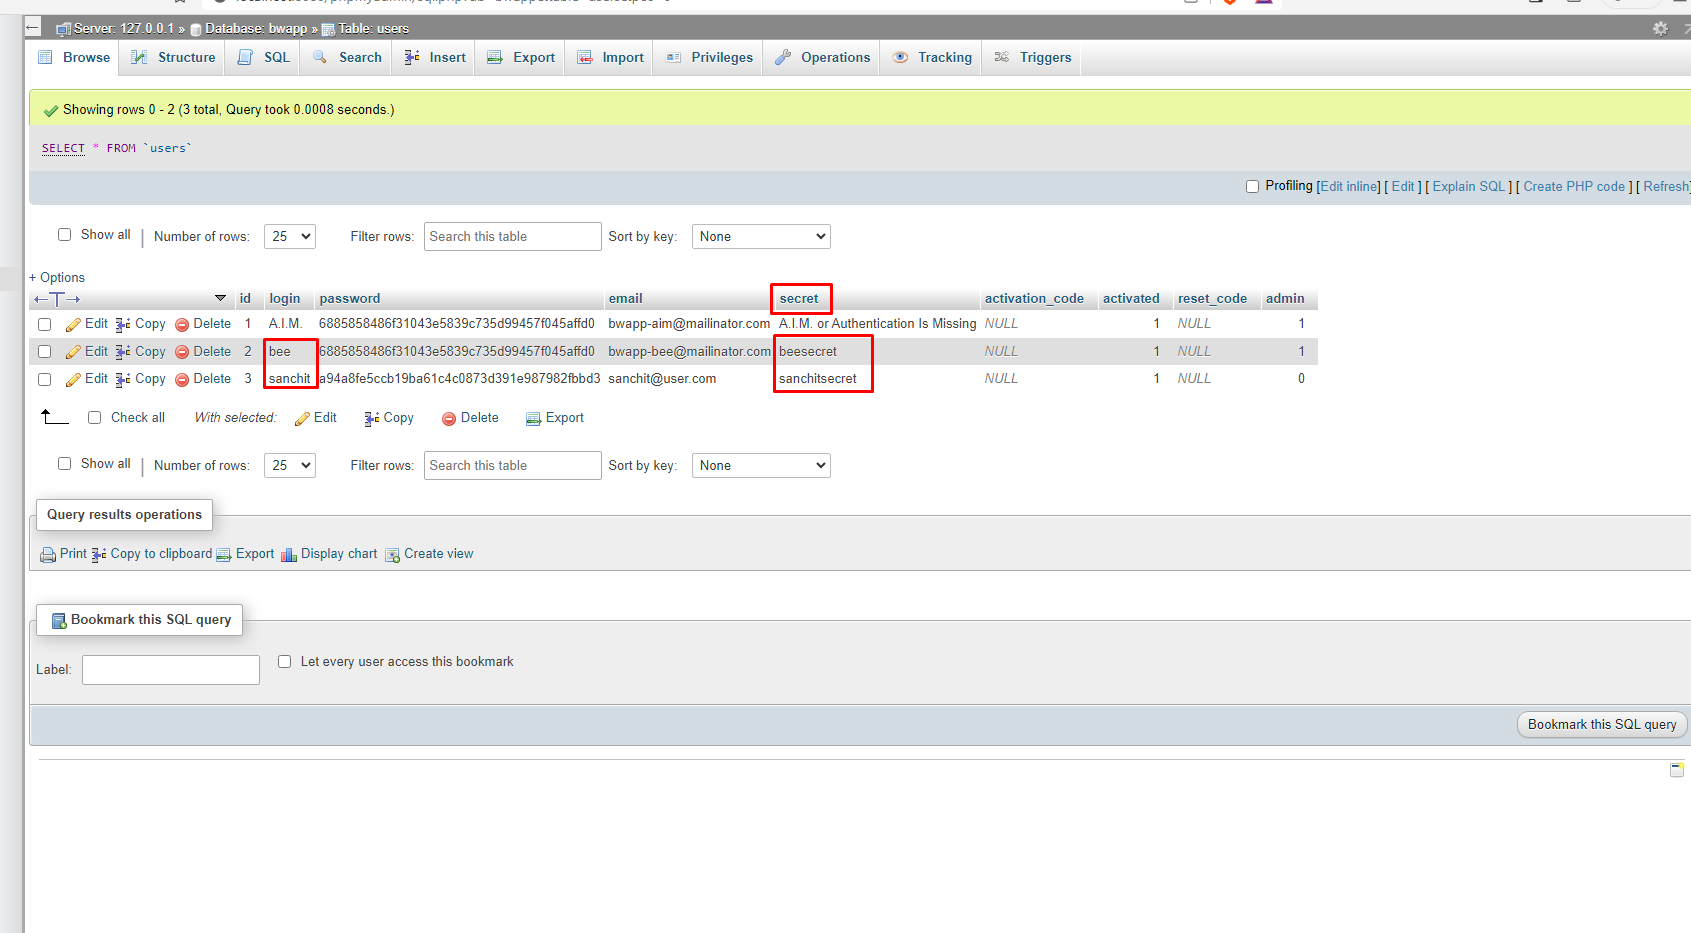 Server: 127.0.0.1 » Database: bwapp » Table: users
Browse Structure SQL Search Insert Export Import Privileges Operations Tracking Triggers
Showing rows 0 - 2 (3 total, Query took 0.0008 seconds.)
SELECT * FROM `users`
Profiling [Edit inline] [ Edit ] [ Explain SQL ] [ Create PHP code ] [ Refresh]
Show all | Number of rows: 25 Filter rows: Search this table Sort by key: None
+ Options
←T→ id login password email secret activation_code activated reset_code admin
Edit Copy Delete 1 A.I.M. 6885858486f31043e5839c735d99457f045affd0 bwapp-aim@mailinator.com A.I.M. or Authentication Is Missing NULL 1 NULL 1
Edit Copy Delete 2 bee 6885858486f31043e5839c735d99457f045affd0 bwapp-bee@mailinator.com beesecret NULL 1 NULL 1
Edit Copy Delete 3 sanchit a94a8fe5ccb19ba61c4c0873d391e987982fbbd3 sanchit@user.com sanchitsecret NULL 1 NULL 0
Check all With selected: Edit Copy Delete Export
Show all | Number of rows: 25 Filter rows: Search this table Sort by key: None
Query results operations
Print Copy to clipboard Export Display chart Create view
Bookmark this SQL query
Label: Let every user access this bookmark
Bookmark this SQL query